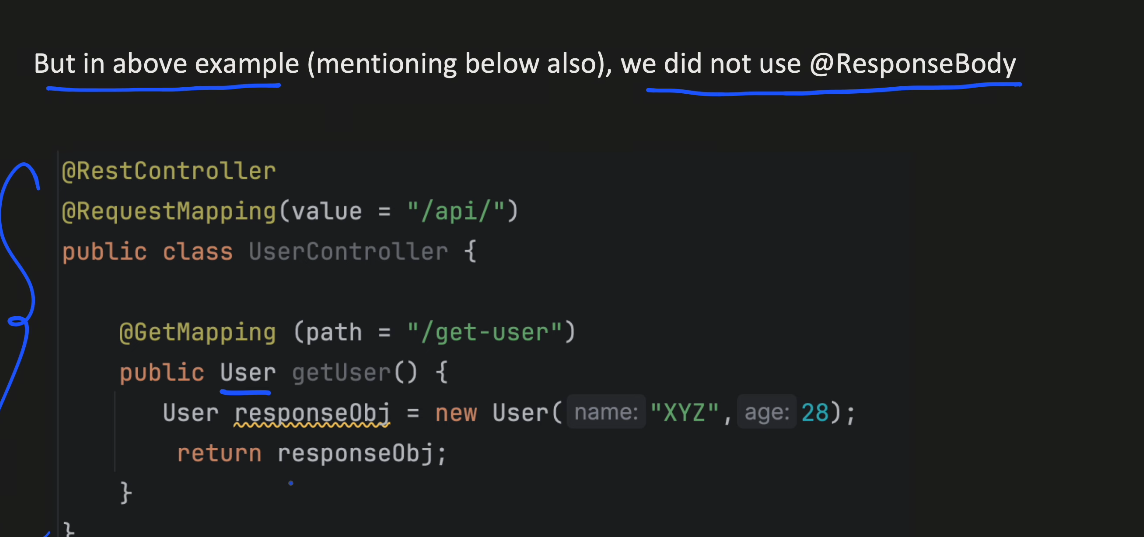 But in above example (mentioning below also), we did not use @ResponseBody
@RestController
@RequestMapping(value = "/api/")
public class UserController {
@GetMapping (path = "/get-user")
public User getUser() {
User responseObj = new User( name: "XYZ", age: 28);
return responseObj;
}
}